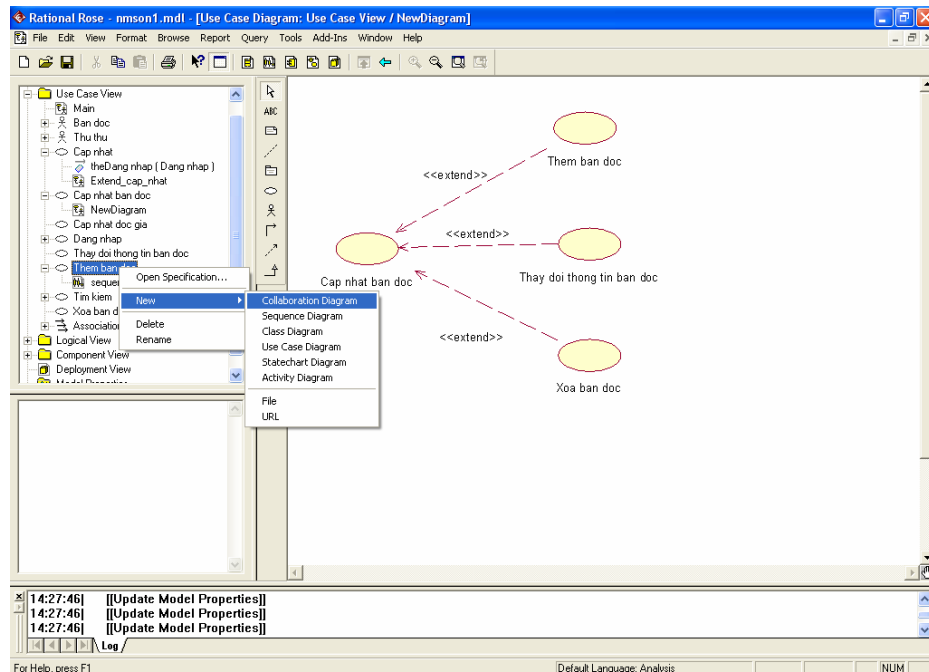 Rational Rose - nmson1.mdl - [Use Case Diagram: Use Case View / NewDiagram]
File Edit View Format Browse Report Query Tools Add-Ins Window Help
Use Case View
Main
Ban doc
Thu thu
Cap nhat
theDang nhap ( Dang nhap )
Extend_cap_nhat
Cap nhat ban doc
NewDiagram
Cap nhat doc gia
Dang nhap
Thay doi thong tin ban doc
Them ban
Tim kiem
Xoa ban d
Association
Logical View
Component View
Deployment View
Model Properties
ABC
Open Specification...
New
Delete
Rename
Collaboration Diagram
Sequence Diagram
Class Diagram
Use Case Diagram
Statechart Diagram
Activity Diagram
File
URL
Them ban doc
<<extend>>
<<extend>>
Cap nhat ban doc
Thay doi thong tin ban doc
<<extend>>
Xoa ban doc
14:27:46| [[Update Model Properties]]
14:27:46| [[Update Model Properties]]
14:27:46| [[Update Model Properties]]
Log
For Help, press F1
Default Language: Analysis
NUM